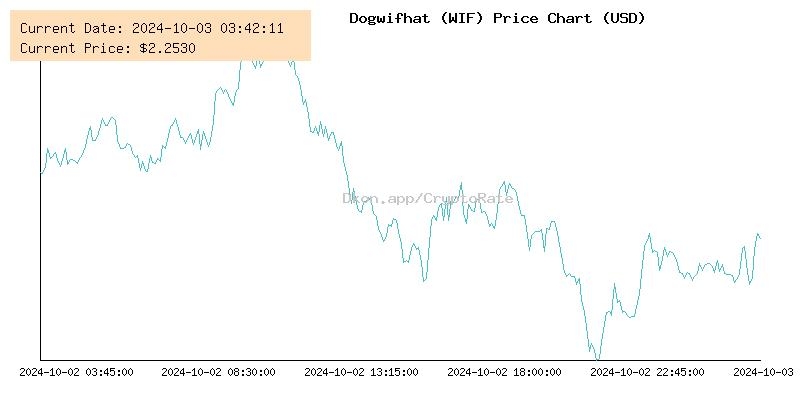 Dogwifhat (WIF) Price Chart (USD)
Current Date: 2024-10-03 03:42:11
Current Price: $2.2530
Dkon.app/CryptoRate
2024-10-02 03:45:00 2024-10-02 08:30:00 2024-10-02 13:15:00 2024-10-02 18:00:00 2024-10-02 22:45:00 2024-10-03